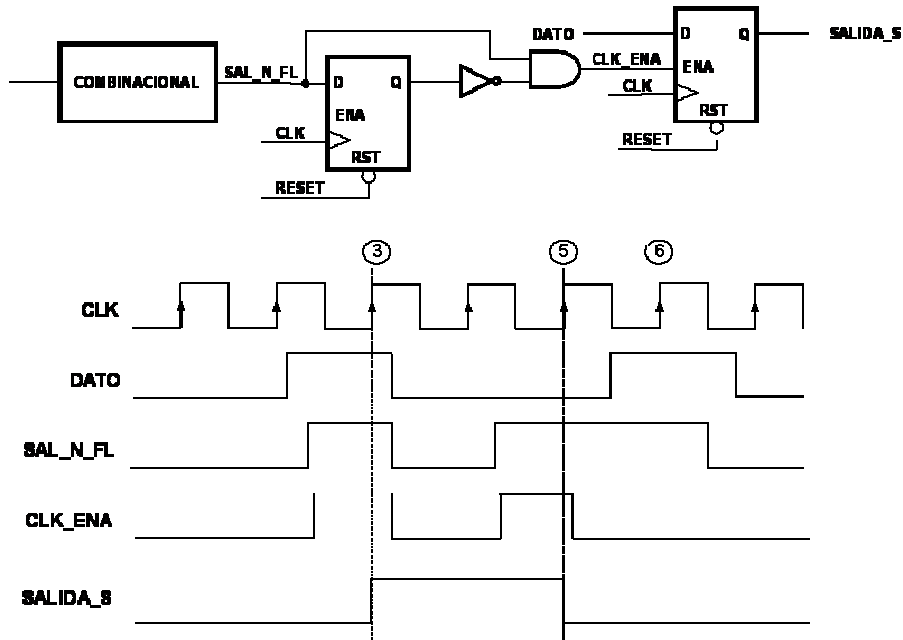 DATO
D
Q
SALIDA_S
COMBINACIONAL
SAL_N_FL
D
Q
CLK_ENA
ENA
CLK
RST
ENA
CLK
RST
RESET
RESET
3
5
6
CLK
DATO
SAL_N_FL
CLK_ENA
SALIDA_S